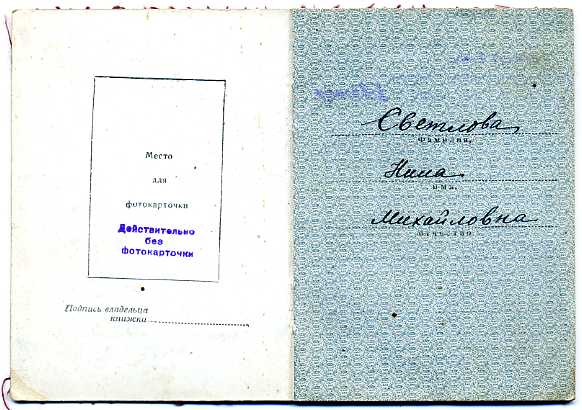 Место
для
фотокарточки
Действительно
без
фотокарточки
Подпись владельца
книжки
Светлова
фамилия,
Нина
имя,
Михайловна
отчество